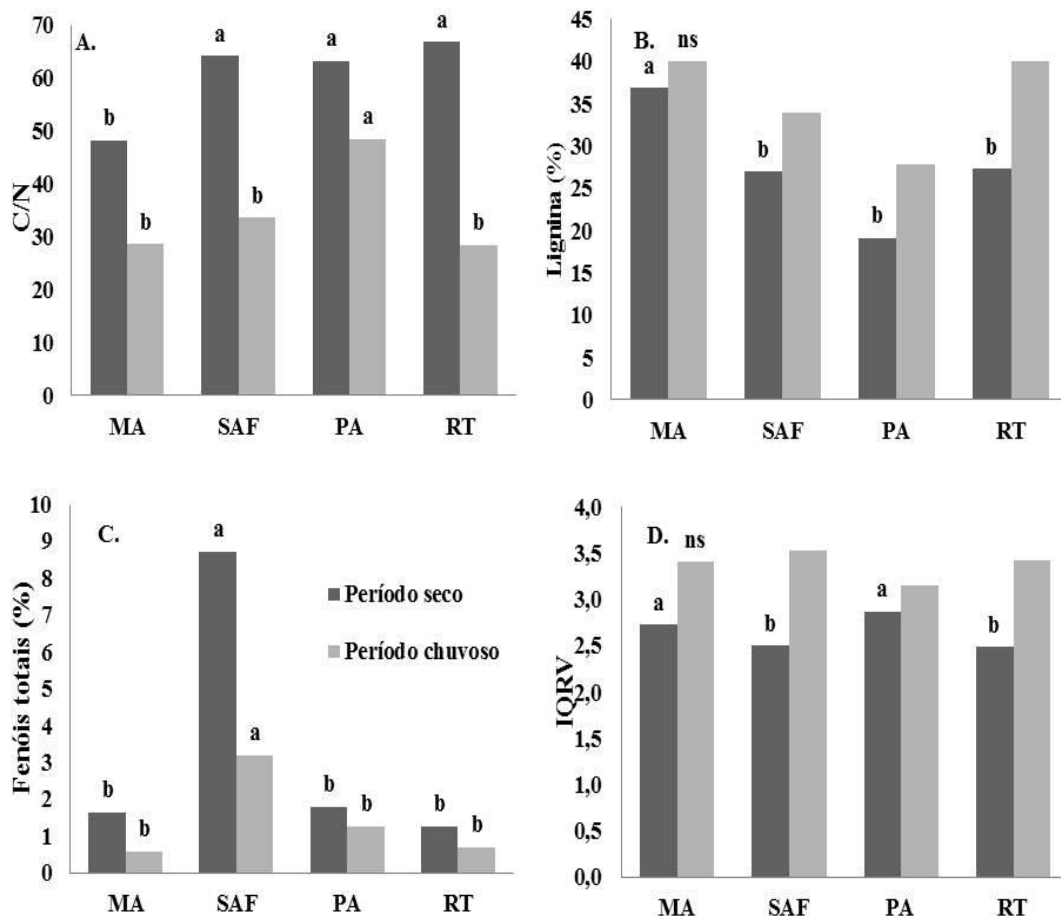 A.
C/N
70
60
50
40
30
20
10
0
b
b
a
b
a
a
a
b
MA SAF PA RT
B.
Lignina (%)
45
40
35
30
25
20
15
10
5
0
a
ns
b
b
b
MA SAF PA RT
C.
Fenóis totais (%)
10
9
8
7
6
5
4
3
2
1
0
b
b
a
a
b
b
b
b
Período seco
Período chuvoso
MA SAF PA RT
D.
IQRV
4,0
3,5
3,0
2,5
2,0
1,5
1,0
0,5
0,0
a
ns
b
a
b
MA SAF PA RT